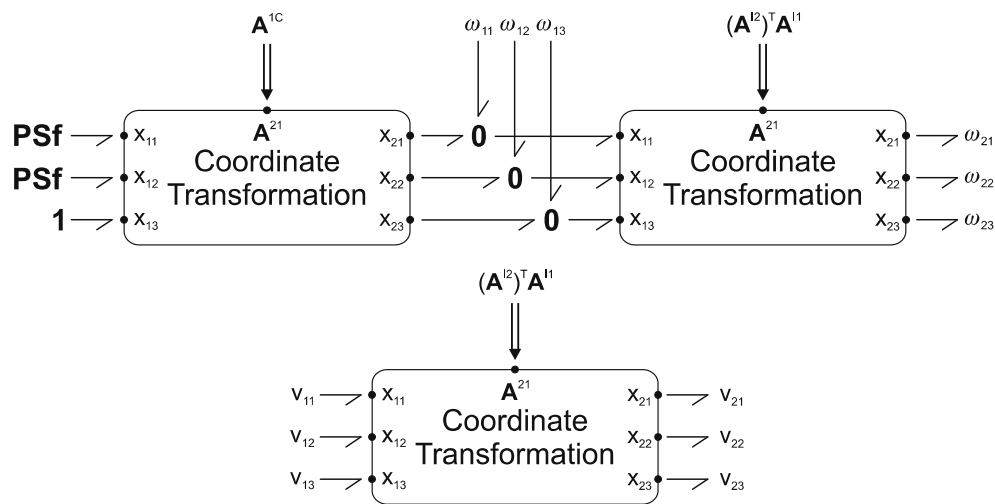 A^1C ω11 ω12 ω13 (A^I2)^T A^I1
PSf x11 A^21 x21 0 x11 A^21 x21 ω21
Coordinate Coordinate
PSf x12 Transformation x22 0 x12 Transformation x22 ω22
1 x13 x23 0 x13 x23 ω23
(A^I2)^T A^I1
v11 x11 A^21 x21 v21
Coordinate
v12 x12 Transformation x22 v22
v13 x13 x23 v23